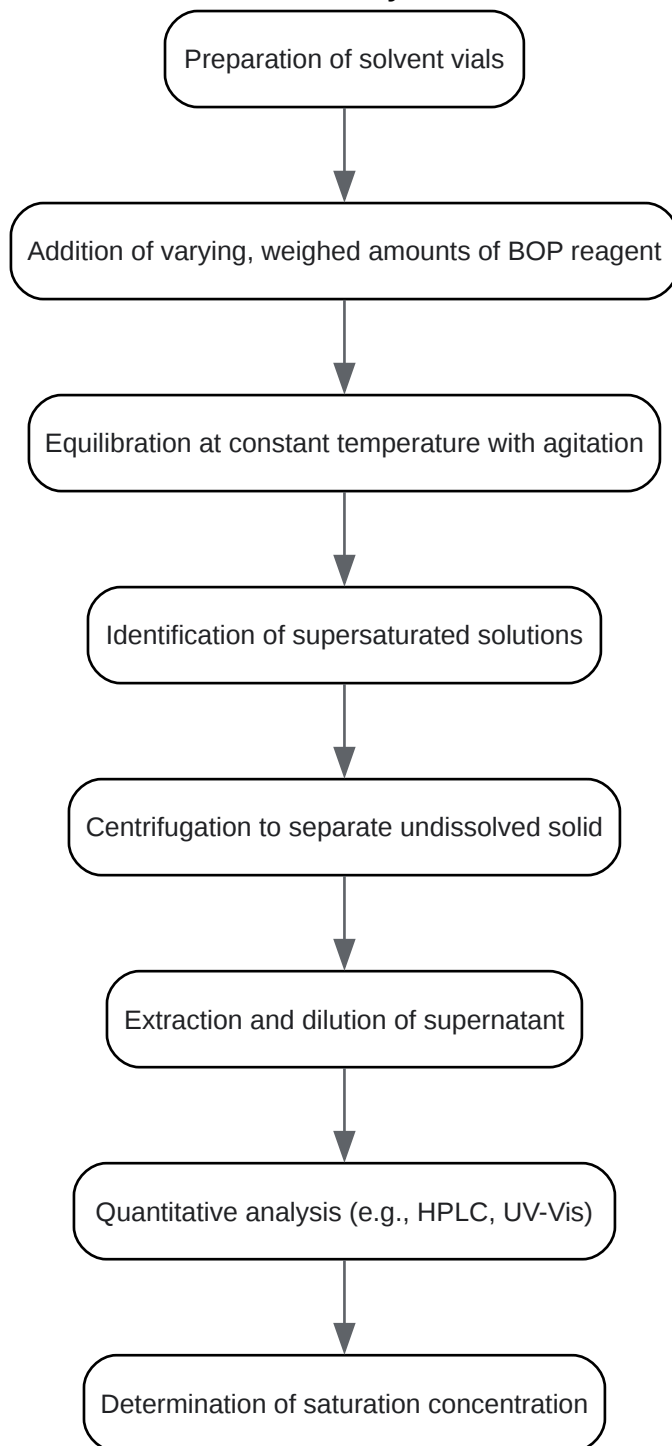 Preparation of solvent vials
Addition of varying, weighed amounts of BOP reagent
Equilibration at constant temperature with agitation
Identification of supersaturated solutions
Centrifugation to separate undissolved solid
Extraction and dilution of supernatant
Quantitative analysis (e.g., HPLC, UV-Vis)
Determination of saturation concentration